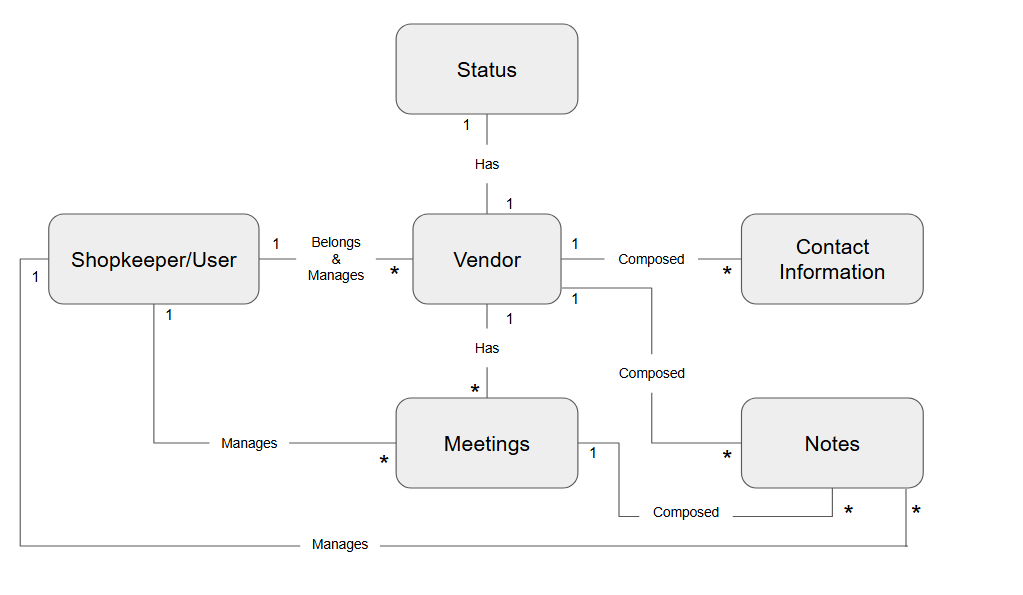 Status
1
Has
1
Shopkeeper/User
1
Belongs
&
Manages
*
Vendor
1
Composed
*
Contact
Information
1
1
1
1
Has
*
Composed
Manages
*
Meetings
1
*
Notes
Composed
*
*
Manages